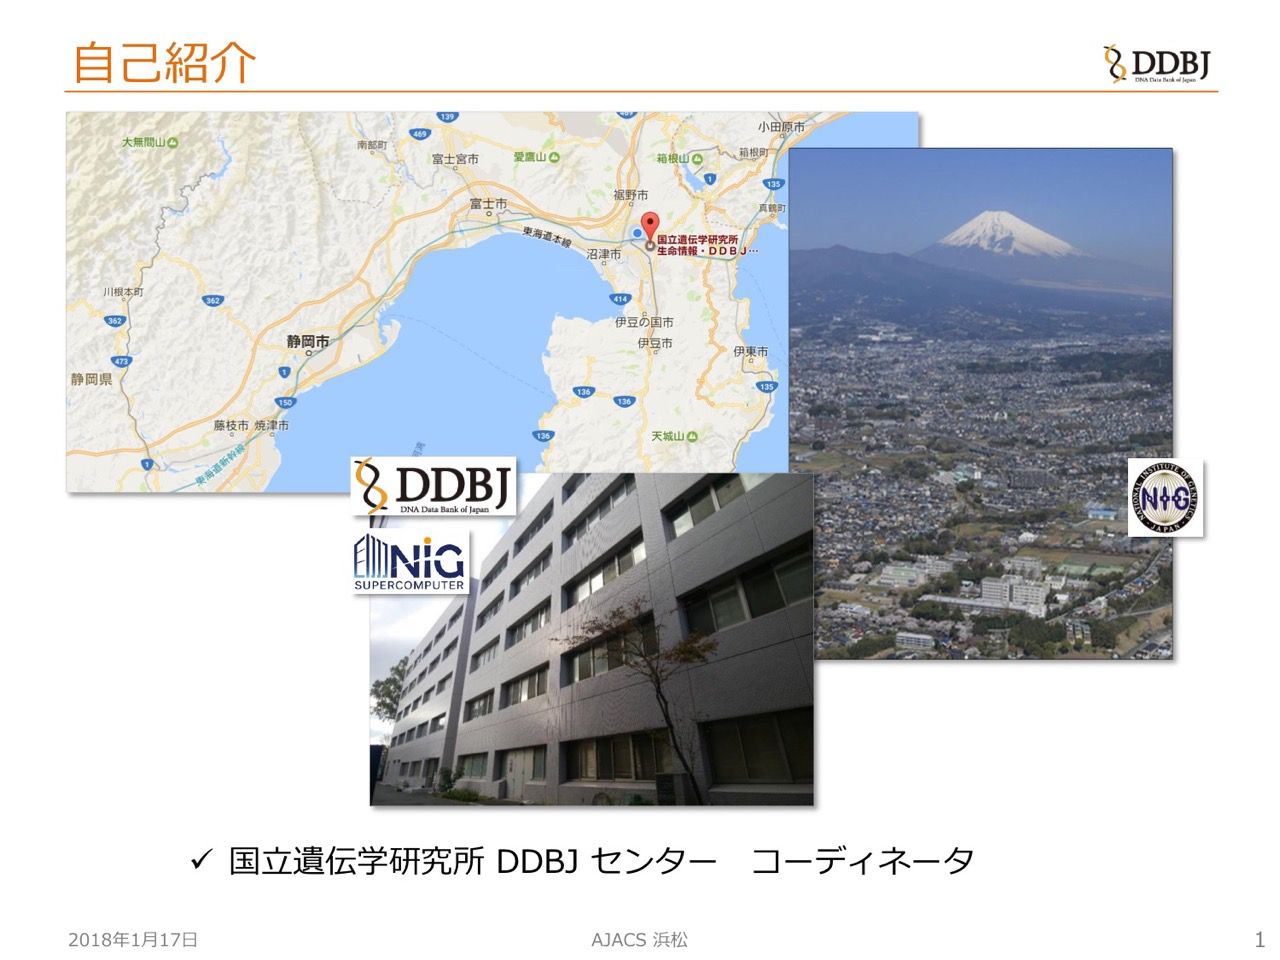 自己紹介
DDBJ
DNA Data Bank of Japan
139
469
469
小田原市
大無間山
南部町
富士宮市
愛鷹山
箱根山
箱根町
1
135
裾野市
富士市
真鶴町
東海道本線
国立遺伝学研究所
生命情報・DDBJ…
沼津市
川根本町
362
414
362
伊豆の国市
静岡市
伊豆市
伊東市
473
1
静岡県
136
135
150
136
藤枝市
焼津市
136
天城山
1
東海道新幹線
DDBJ
DNA Data Bank of Japan
NIG
SUPERCOMPUTER
NATIONAL INSTITUTE OF GENETICS
NIG
JAPAN
✓ 国立遺伝学研究所 DDBJ センター　コーディネータ
2018年1月17日
AJACS 浜松
1